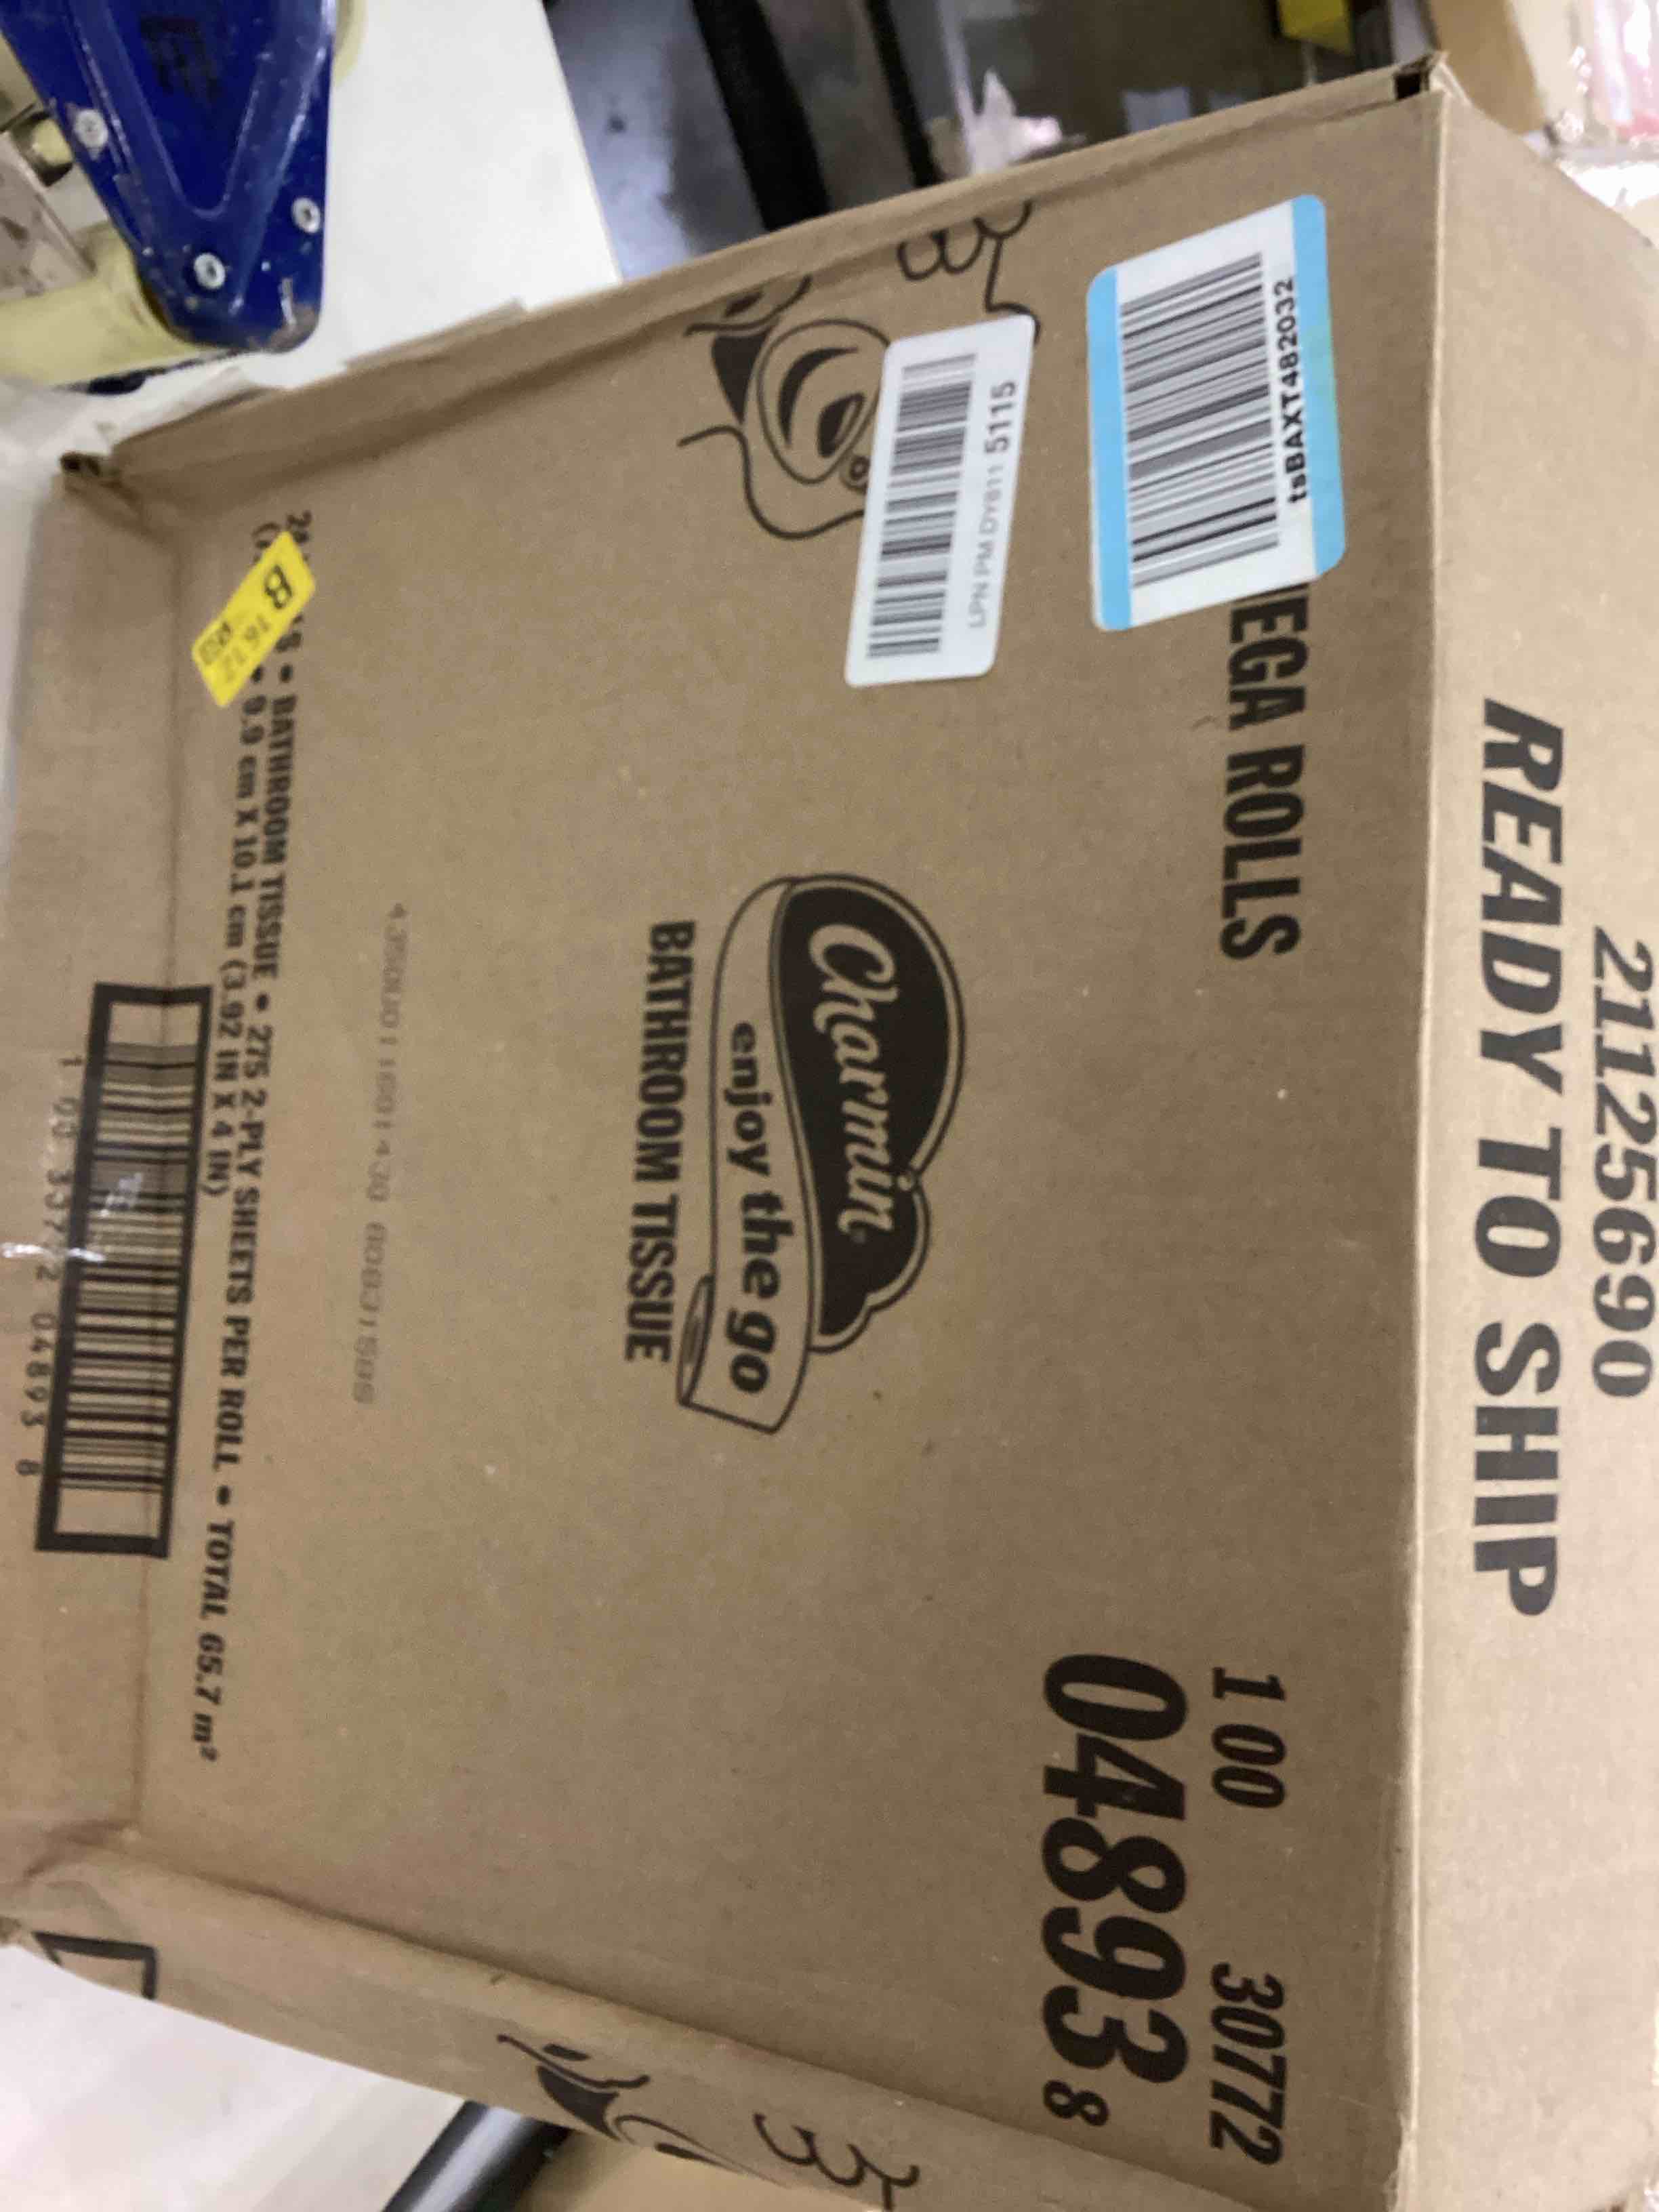 21125690
READY TO SHIP
tsBAXT482032
EGA ROLLS
1 00 30772
04893 8
5115
Charmin
enjoy the go
BATHROOM TISSUE
BATHROOM TISSUE • 275 2-PLY SHEETS PER ROLL • TOTAL 65.7 m²
• 9.9 cm X 10.1 cm (3.92 IN X 4 IN)
B
04893 8